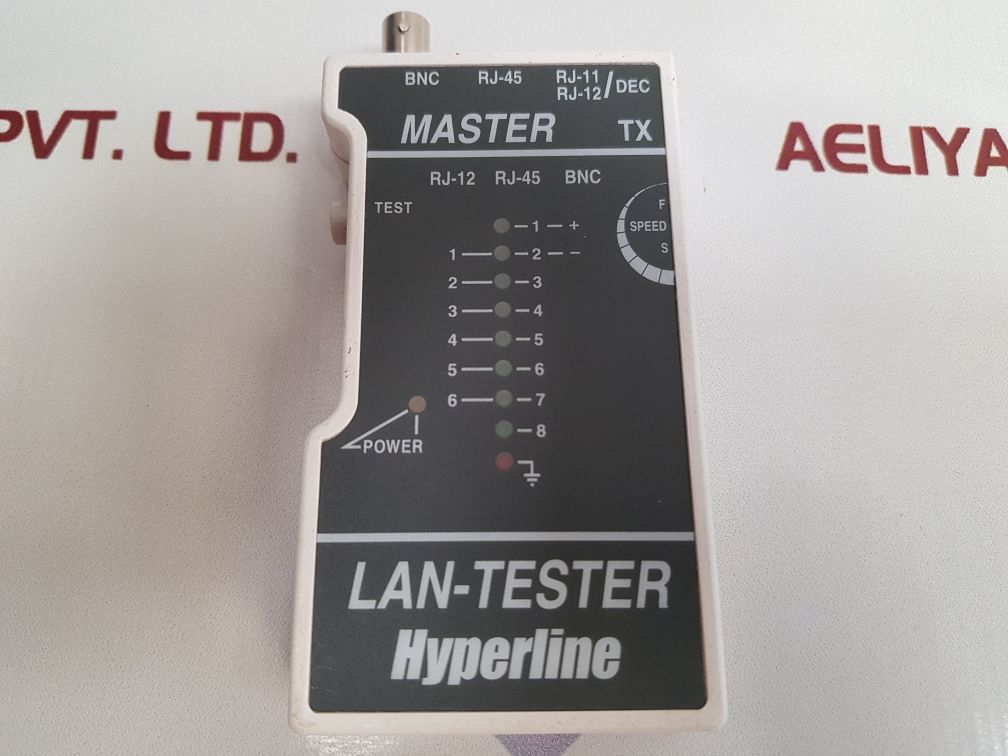 BNC RJ-45 RJ-11 RJ-12/DEC
MASTER TX
PVT. LTD.
AELIYA
RJ-12 RJ-45 BNC
TEST
F
SPEED
S
1 +
1 2 -
2 3
3 4
4 5
5 6
6 7
8
POWER
LAN-TESTER
Hyperline